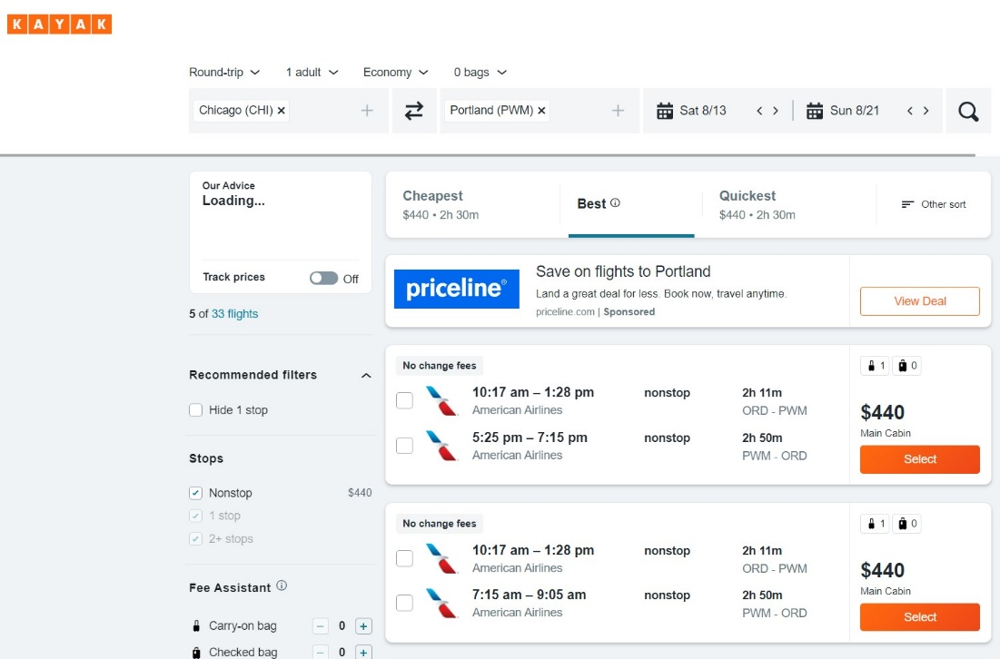 KAYAK
Round-trip 1 adult Economy 0 bags
Chicago (CHI) × + Portland (PWM) × + Sat 8/13 < > Sun 8/21 < >
Our Advice
Loading...
Track prices Off
5 of 33 flights
Recommended filters
Hide 1 stop
Stops
Nonstop $440
1 stop
2+ stops
Fee Assistant
Carry-on bag − 0 +
Checked bag − 0 +
Cheapest
$440 • 2h 30m
Best
Quickest
$440 • 2h 30m
Other sort
priceline®
Save on flights to Portland
Land a great deal for less. Book now, travel anytime.
priceline.com | Sponsored
View Deal
No change fees
10:17 am – 1:28 pm nonstop 2h 11m
American Airlines ORD - PWM
5:25 pm – 7:15 pm nonstop 2h 50m
American Airlines PWM - ORD
1 0
$440
Main Cabin
Select
No change fees
10:17 am – 1:28 pm nonstop 2h 11m
American Airlines ORD - PWM
7:15 am – 9:05 am nonstop 2h 50m
American Airlines PWM - ORD
1 0
$440
Main Cabin
Select